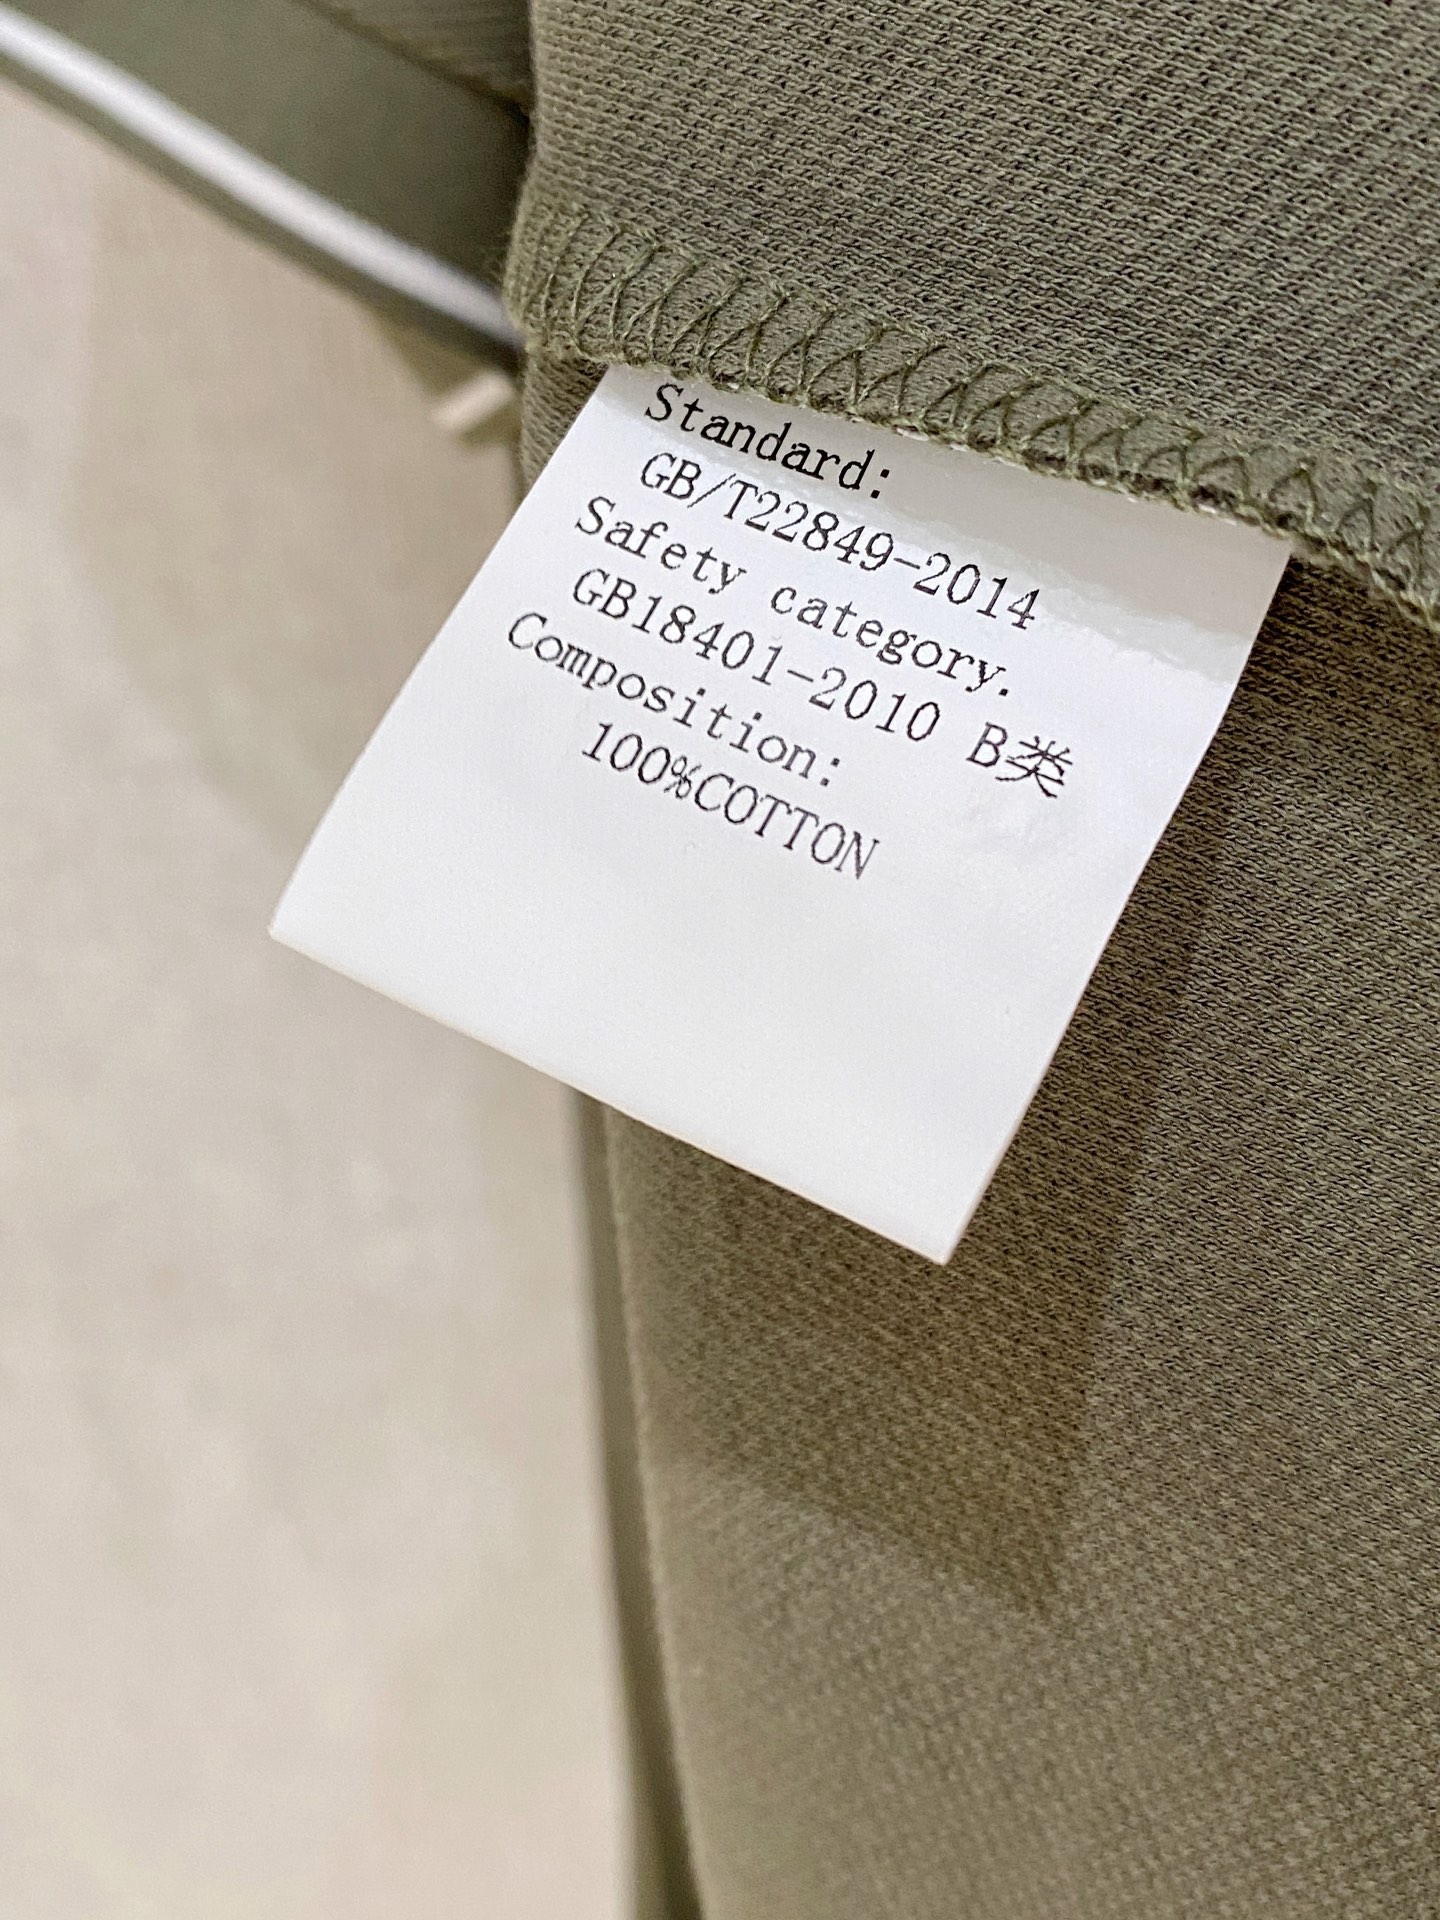 Standard:
GB/T22849-2014
Safety category.
GB18401-2010 B类
Composition:
100%COTTON